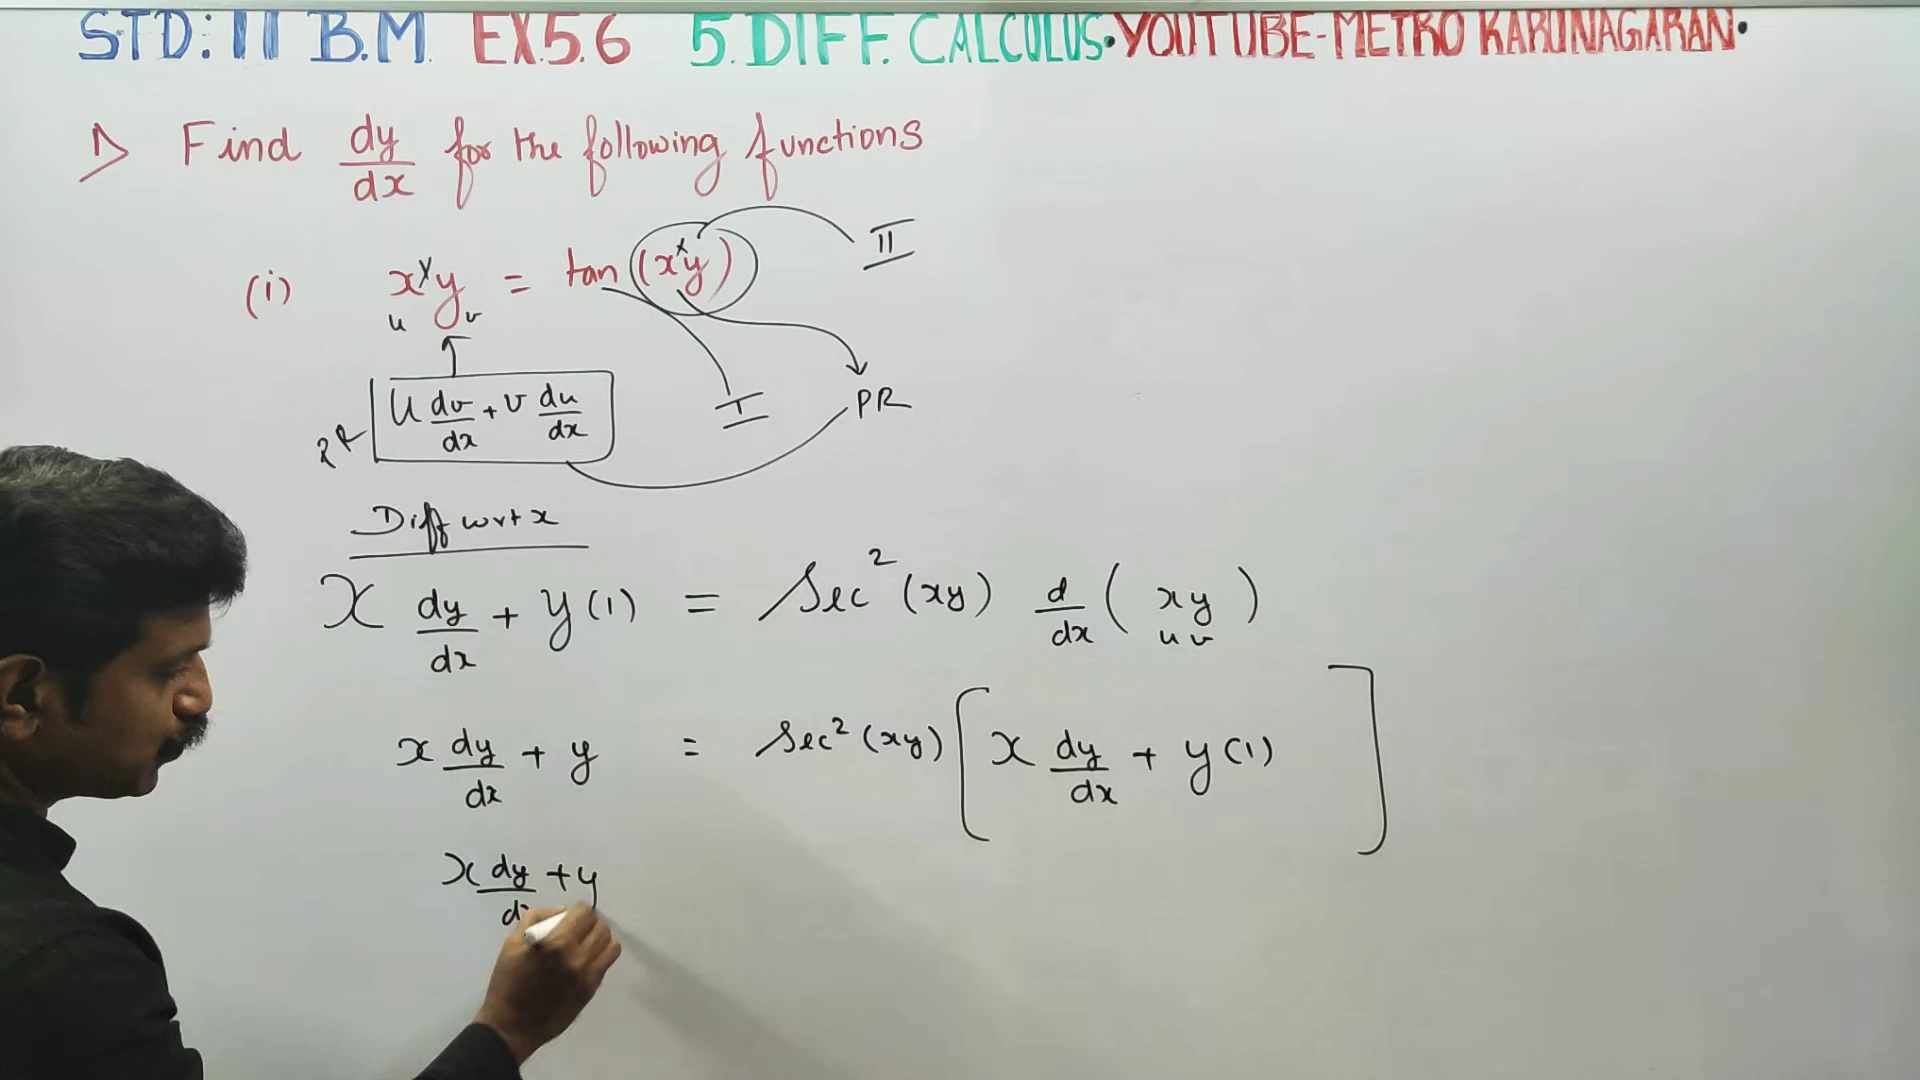 STD: 11 B.M. EX.5.6 5. DIFF. CALCULUS•YOUTUBE-METRO KARUNAGARAN•
1) Find dy/dx for the following functions
(i) x×y = tan (x×y) II
u v
PR U dv/dx + v du/dx I PR
Diff wrt x
x dy/dx + y(1) = Sec²(xy) d/dx (xy)
u v
x dy/dx + y = Sec²(xy) [x dy/dx + y(1)]
x dy/dx + y